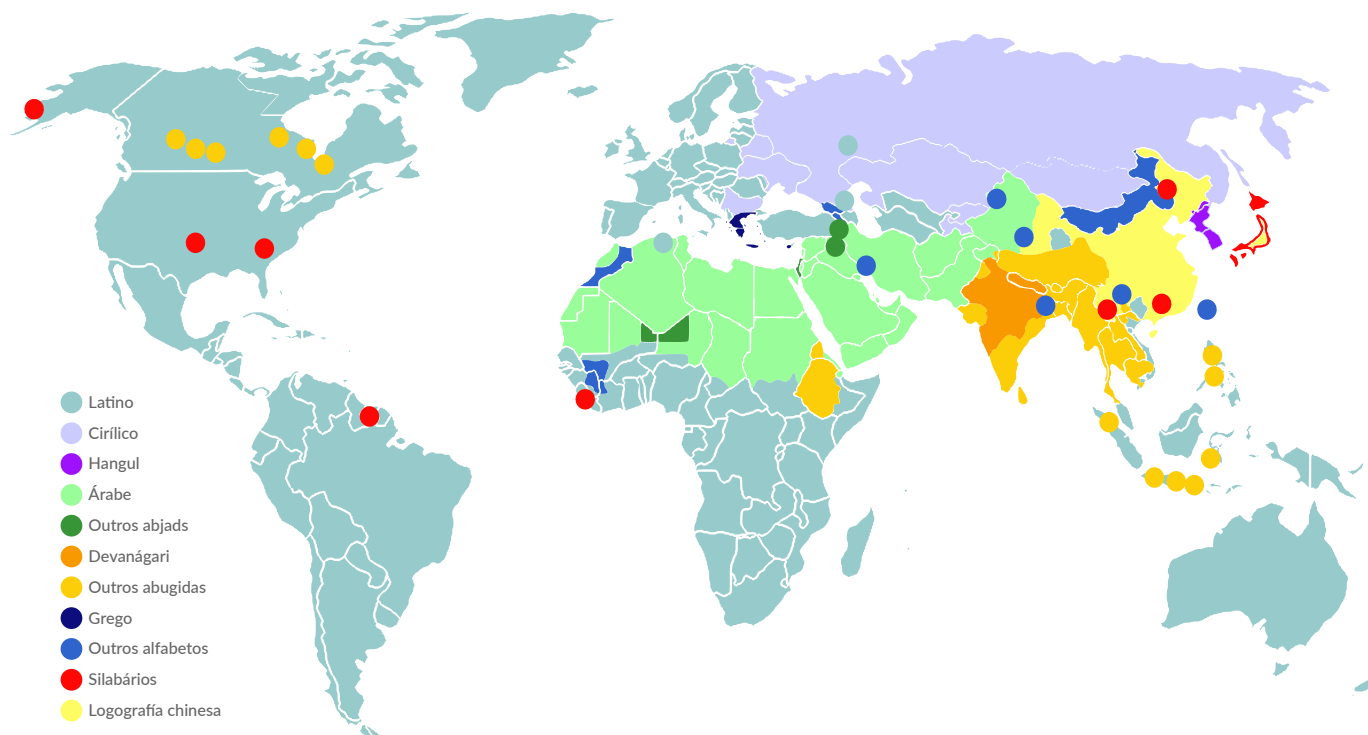 Latino
Cirílico
Hangul
Árabe
Outros abjads
Devanágari
Outros abugidas
Grego
Outros alfabetos
Silabários
Logografía chinesa